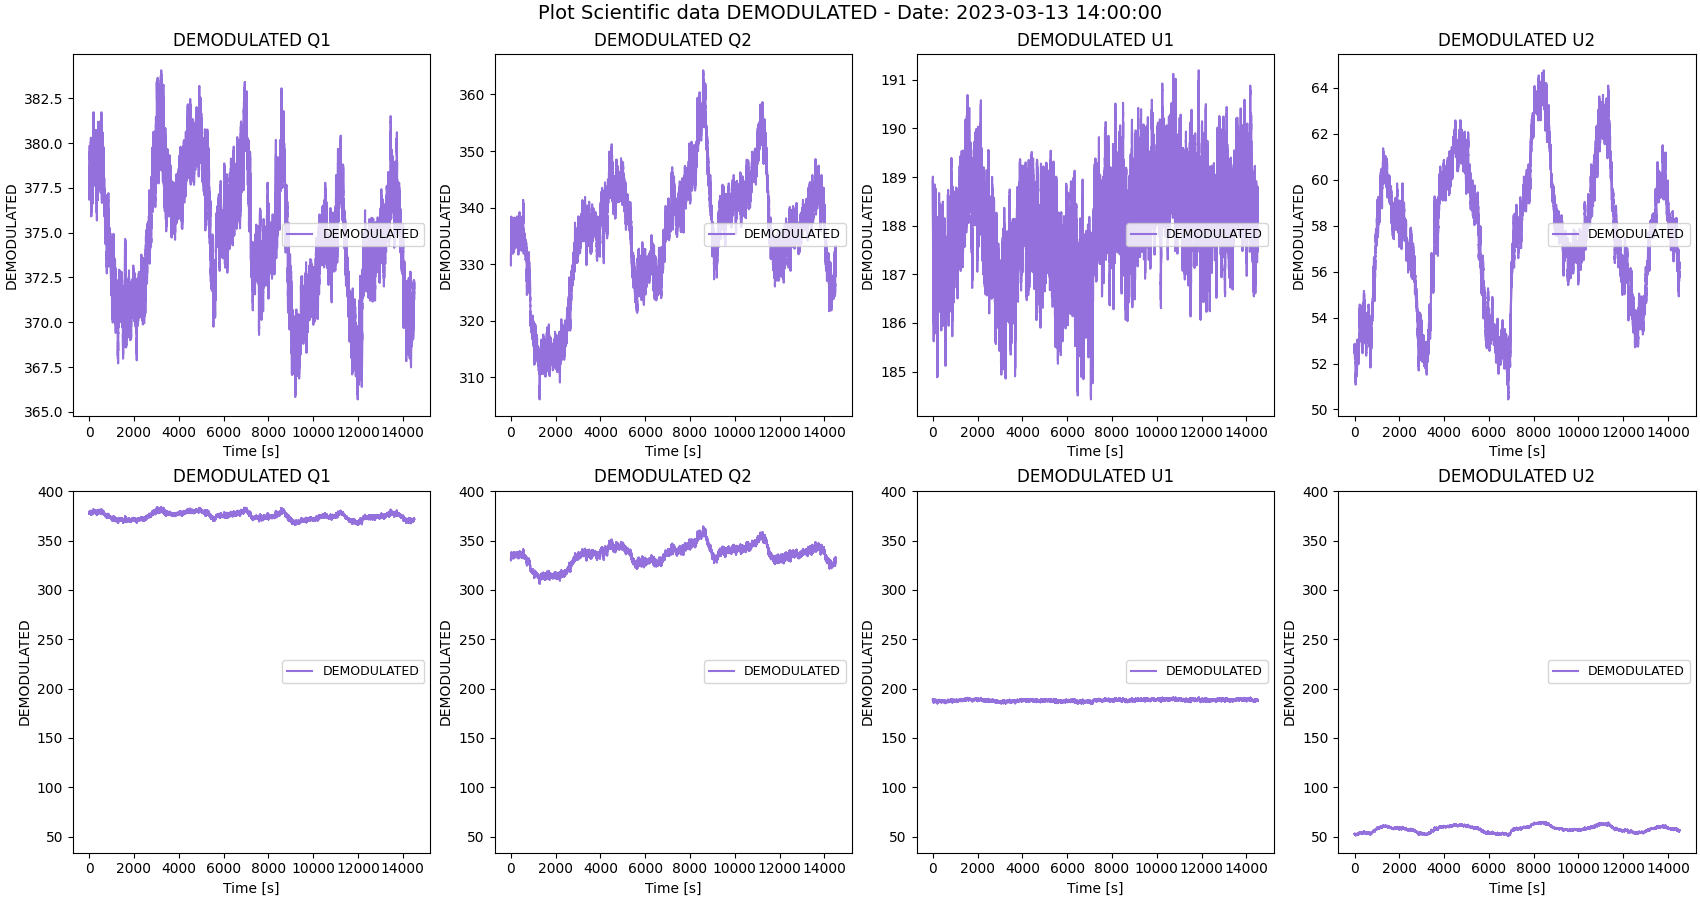 Plot Scientific data DEMODULATED - Date: 2023-03-13 14:00:00
DEMODULATED Q1
DEMODULATED
382.5
380.0
377.5
375.0
372.5
370.0
367.5
365.0
DEMODULATED
0 2000 4000 6000 8000 10000 12000 14000
Time [s]
DEMODULATED Q2
DEMODULATED
360
350
340
330
320
310
DEMODULATED
0 2000 4000 6000 8000 10000 12000 14000
Time [s]
DEMODULATED U1
DEMODULATED
191
190
189
188
187
186
185
DEMODULATED
0 2000 4000 6000 8000 10000 12000 14000
Time [s]
DEMODULATED U2
DEMODULATED
64
62
60
58
56
54
52
50
DEMODULATED
0 2000 4000 6000 8000 10000 12000 14000
Time [s]
DEMODULATED Q1
DEMODULATED
400
350
300
250
200
150
100
50
DEMODULATED
0 2000 4000 6000 8000 10000 12000 14000
Time [s]
DEMODULATED Q2
DEMODULATED
400
350
300
250
200
150
100
50
DEMODULATED
0 2000 4000 6000 8000 10000 12000 14000
Time [s]
DEMODULATED U1
DEMODULATED
400
350
300
250
200
150
100
50
DEMODULATED
0 2000 4000 6000 8000 10000 12000 14000
Time [s]
DEMODULATED U2
DEMODULATED
400
350
300
250
200
150
100
50
DEMODULATED
0 2000 4000 6000 8000 10000 12000 14000
Time [s]